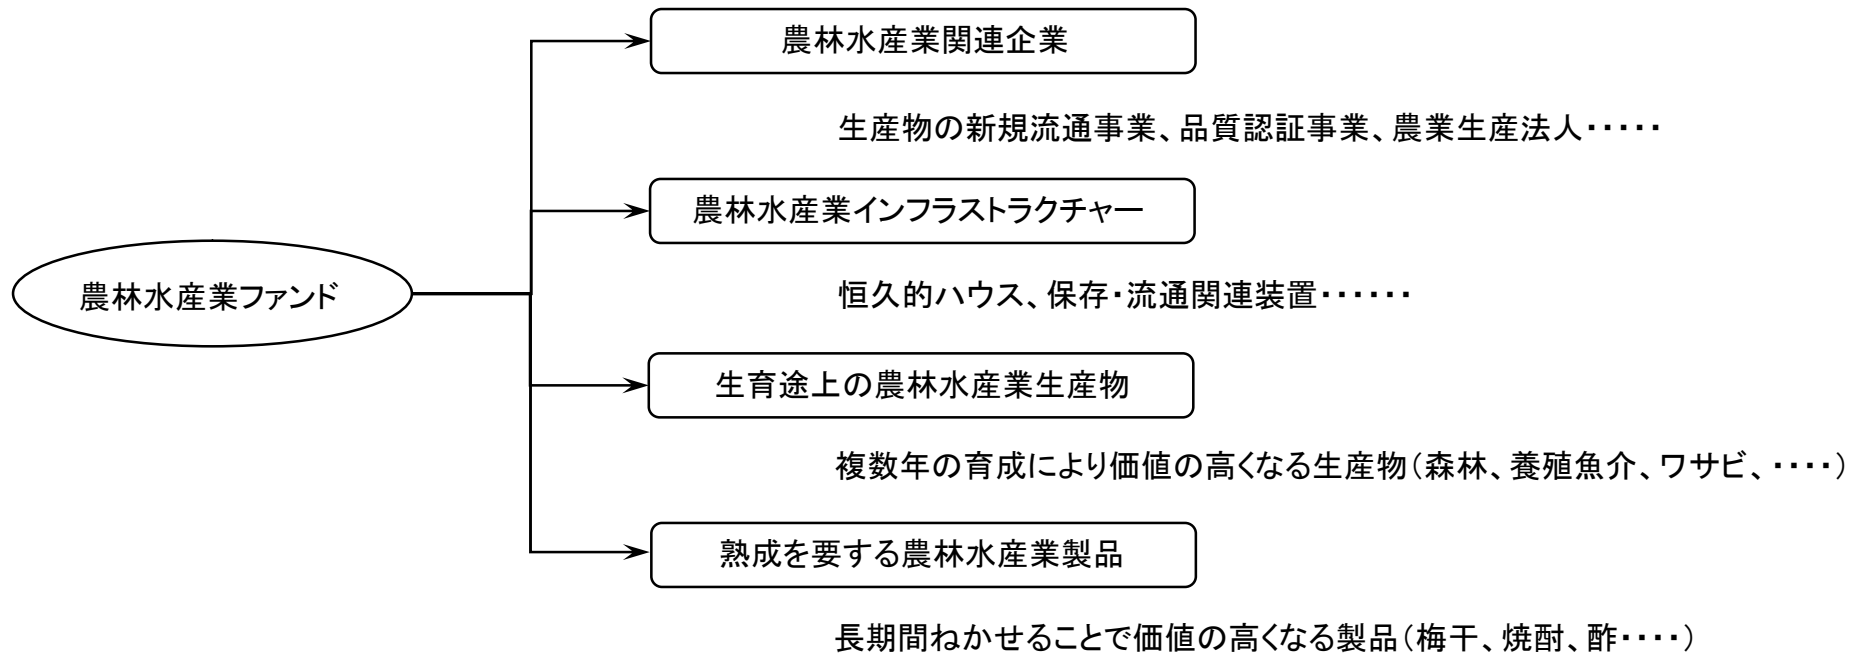 農林水産業関連企業
生産物の新規流通事業、品質認証事業、農業生産法人・・・・・
農林水産業インフラストラクチャー
農林水産業ファンド
恒久的ハウス、保存・流通関連装置・・・・・・
生育途上の農林水産業生産物
複数年の育成により価値の高くなる生産物（森林、養殖魚介、ワサビ、・・・・）
熟成を要する農林水産業製品
長期間ねかせることで価値の高くなる製品（梅干、焼酎、酢・・・・）